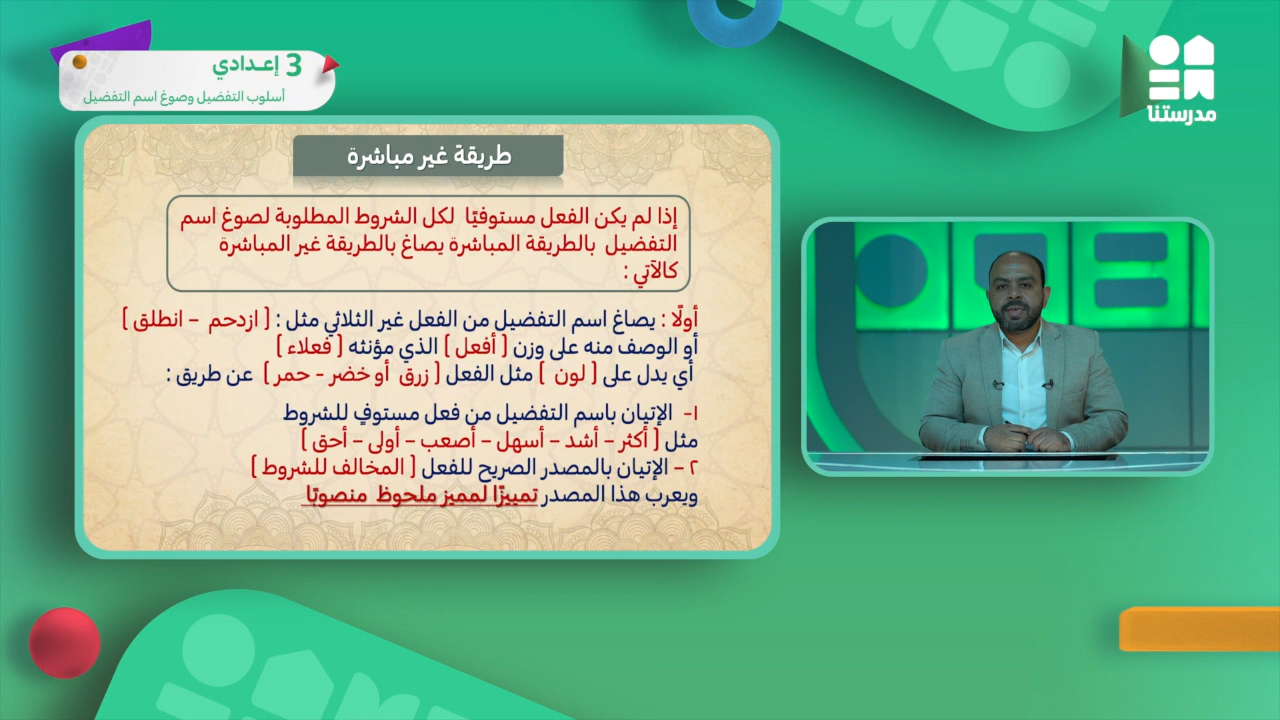 3 إعـدادي
أسلوب التفضيل وصوغ اسم التفضيل
مدرستنا
طريقة غير مباشرة
إذا لم يكن الفعل مستوفيًا لكل الشروط المطلوبة لصوغ اسم
التفضيل بالطريقة المباشرة يصاغ بالطريقة غير المباشرة
كالآتي :
أولًا : يصاغ اسم التفضيل من الفعل غير الثلاثي مثل : [ ازدحم – انطلق ]
أو الوصف منه على وزن [ أفعل ] الذي مؤنثه [ فعلاء ]
أي يدل على [ لون ] مثل الفعل [ زرق أو خضر - حمر ] عن طريق :
١- الإتيان باسم التفضيل من فعل مستوفٍ للشروط
مثل [ أكثر – أشد – أسهل – أصعب – أولى – أحق ]
٢ – الإتيان بالمصدر الصريح للفعل [ المخالف للشروط ]
ويعرب هذا المصدر تمييزًا لمميز ملحوظ منصوبًا